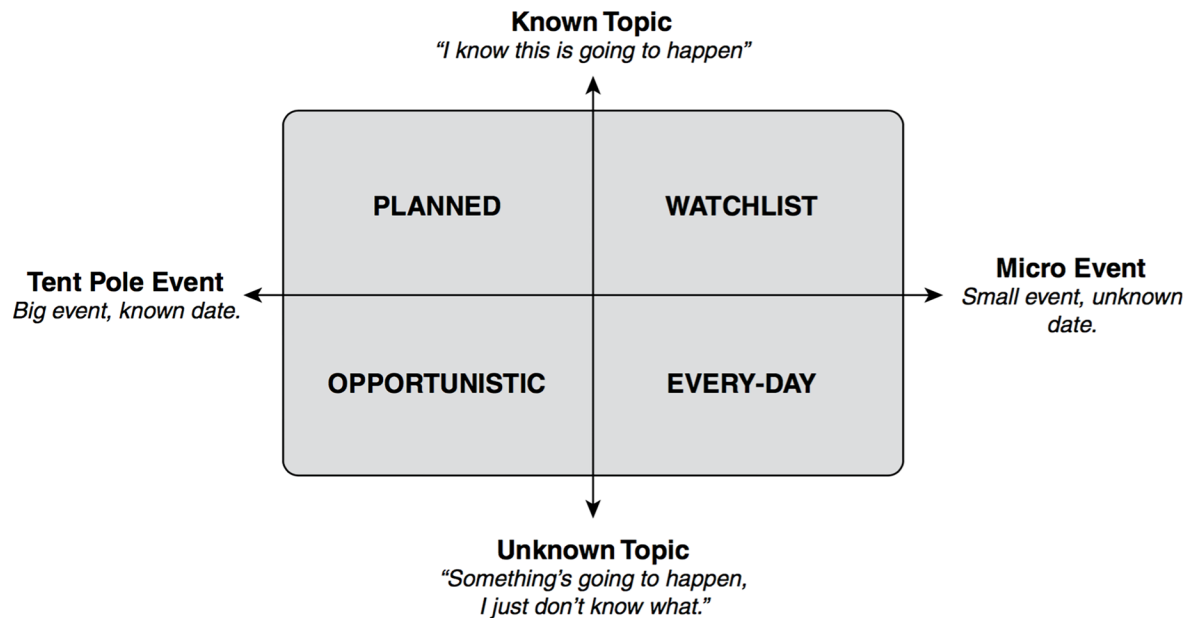 Known Topic
“I know this is going to happen”
PLANNED
WATCHLIST
Tent Pole Event
Big event, known date.
Micro Event
Small event, unknown
date.
OPPORTUNISTIC
EVERY-DAY
Unknown Topic
“Something’s going to happen,
I just don’t know what.”